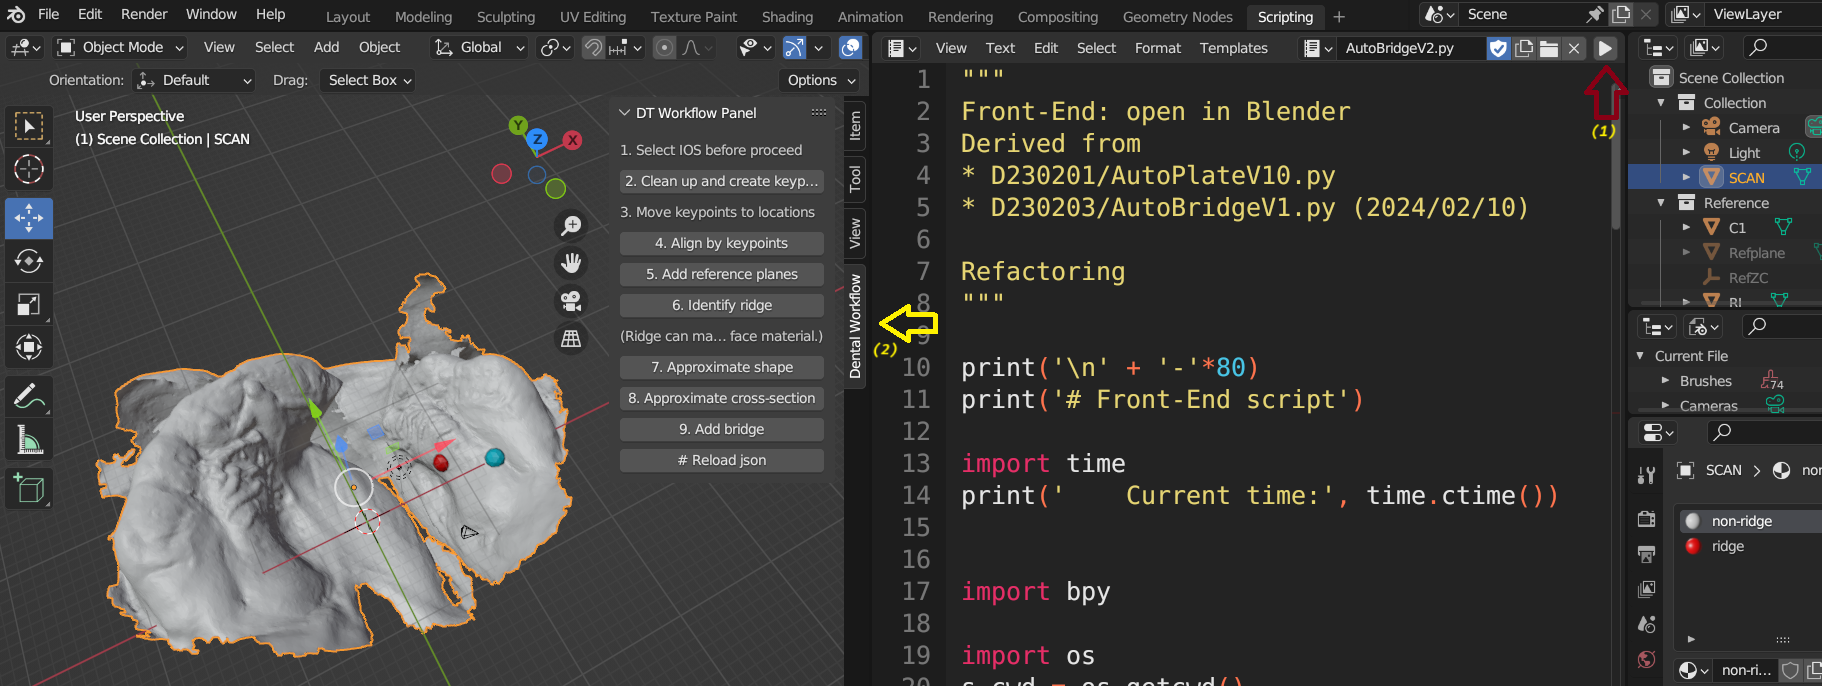 File Edit Render Window Help Layout Modeling Sculpting UV Editing Texture Paint Shading Animation Rendering Compositing Geometry Nodes Scripting + Scene ViewLayer
Object Mode View Select Add Object Global
Orientation: Default Drag: Select Box Options
User Perspective
(1) Scene Collection | SCAN
Y
Z
X
DT Workflow Panel
1. Select IOS before proceed
2. Clean up and create keyp...
3. Move keypoints to locations
4. Align by keypoints
5. Add reference planes
6. Identify ridge
(Ridge can ma... face material.)
7. Approximate shape
8. Approximate cross-section
9. Add bridge
# Reload json
Item
Tool
View
Dental Workflow
(2)
View Text Edit Select Format Templates AutoBridgeV2.py
(1)
1 """
2 Front-End: open in Blender
3 Derived from
4 * D230201/AutoPlateV10.py
5 * D230203/AutoBridgeV1.py (2024/02/10)
6
7 Refactoring
8 """
9
10 print('\n' + '-'*80)
11 print('# Front-End script')
12
13 import time
14 print('    Current time:', time.ctime())
15
16
17 import bpy
18
19 import os
20 s_cwd = os.getcwd()
Scene Collection
Collection
Camera
Light
SCAN
Reference
C1
Refplane
RefZC
Current File
Brushes 74
Cameras
SCAN > non
non-ridge
ridge
non-ri...